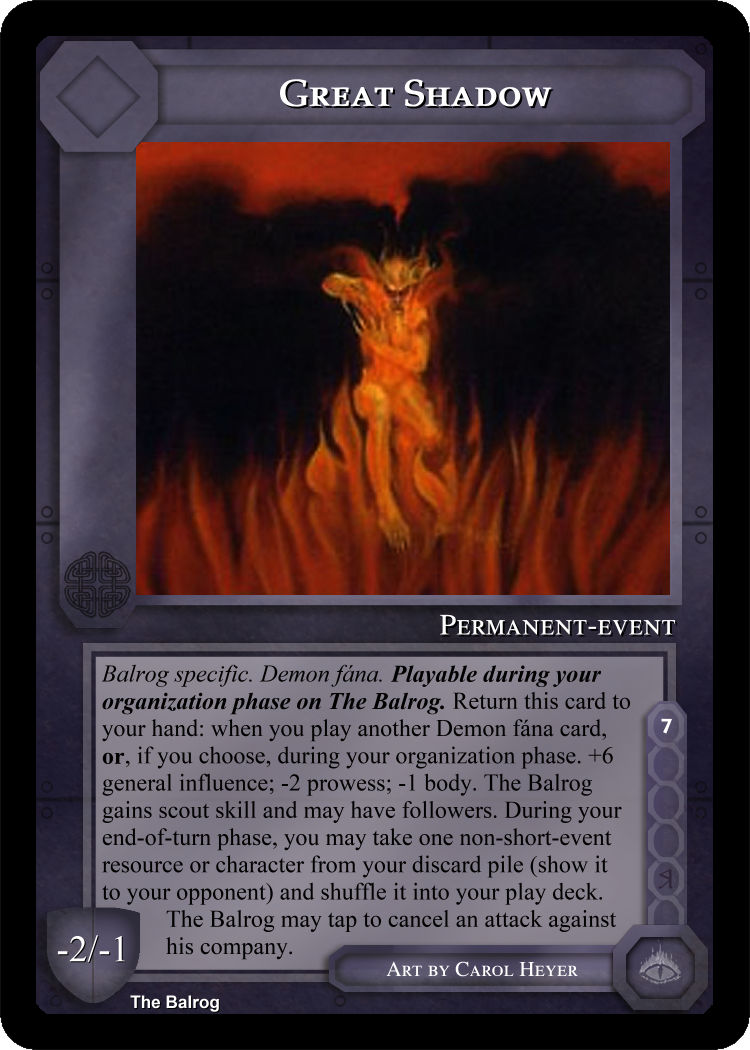 Great Shadow
Permanent-event
Balrog specific. Demon fána. Playable during your
organization phase on The Balrog. Return this card to
your hand: when you play another Demon fána card,
or, if you choose, during your organization phase. +6
general influence; -2 prowess; -1 body. The Balrog
gains scout skill and may have followers. During your
end-of-turn phase, you may take one non-short-event
resource or character from your discard pile (show it
to your opponent) and shuffle it into your play deck.
The Balrog may tap to cancel an attack against
his company.
7
-2/-1
Art by Carol Heyer
The Balrog